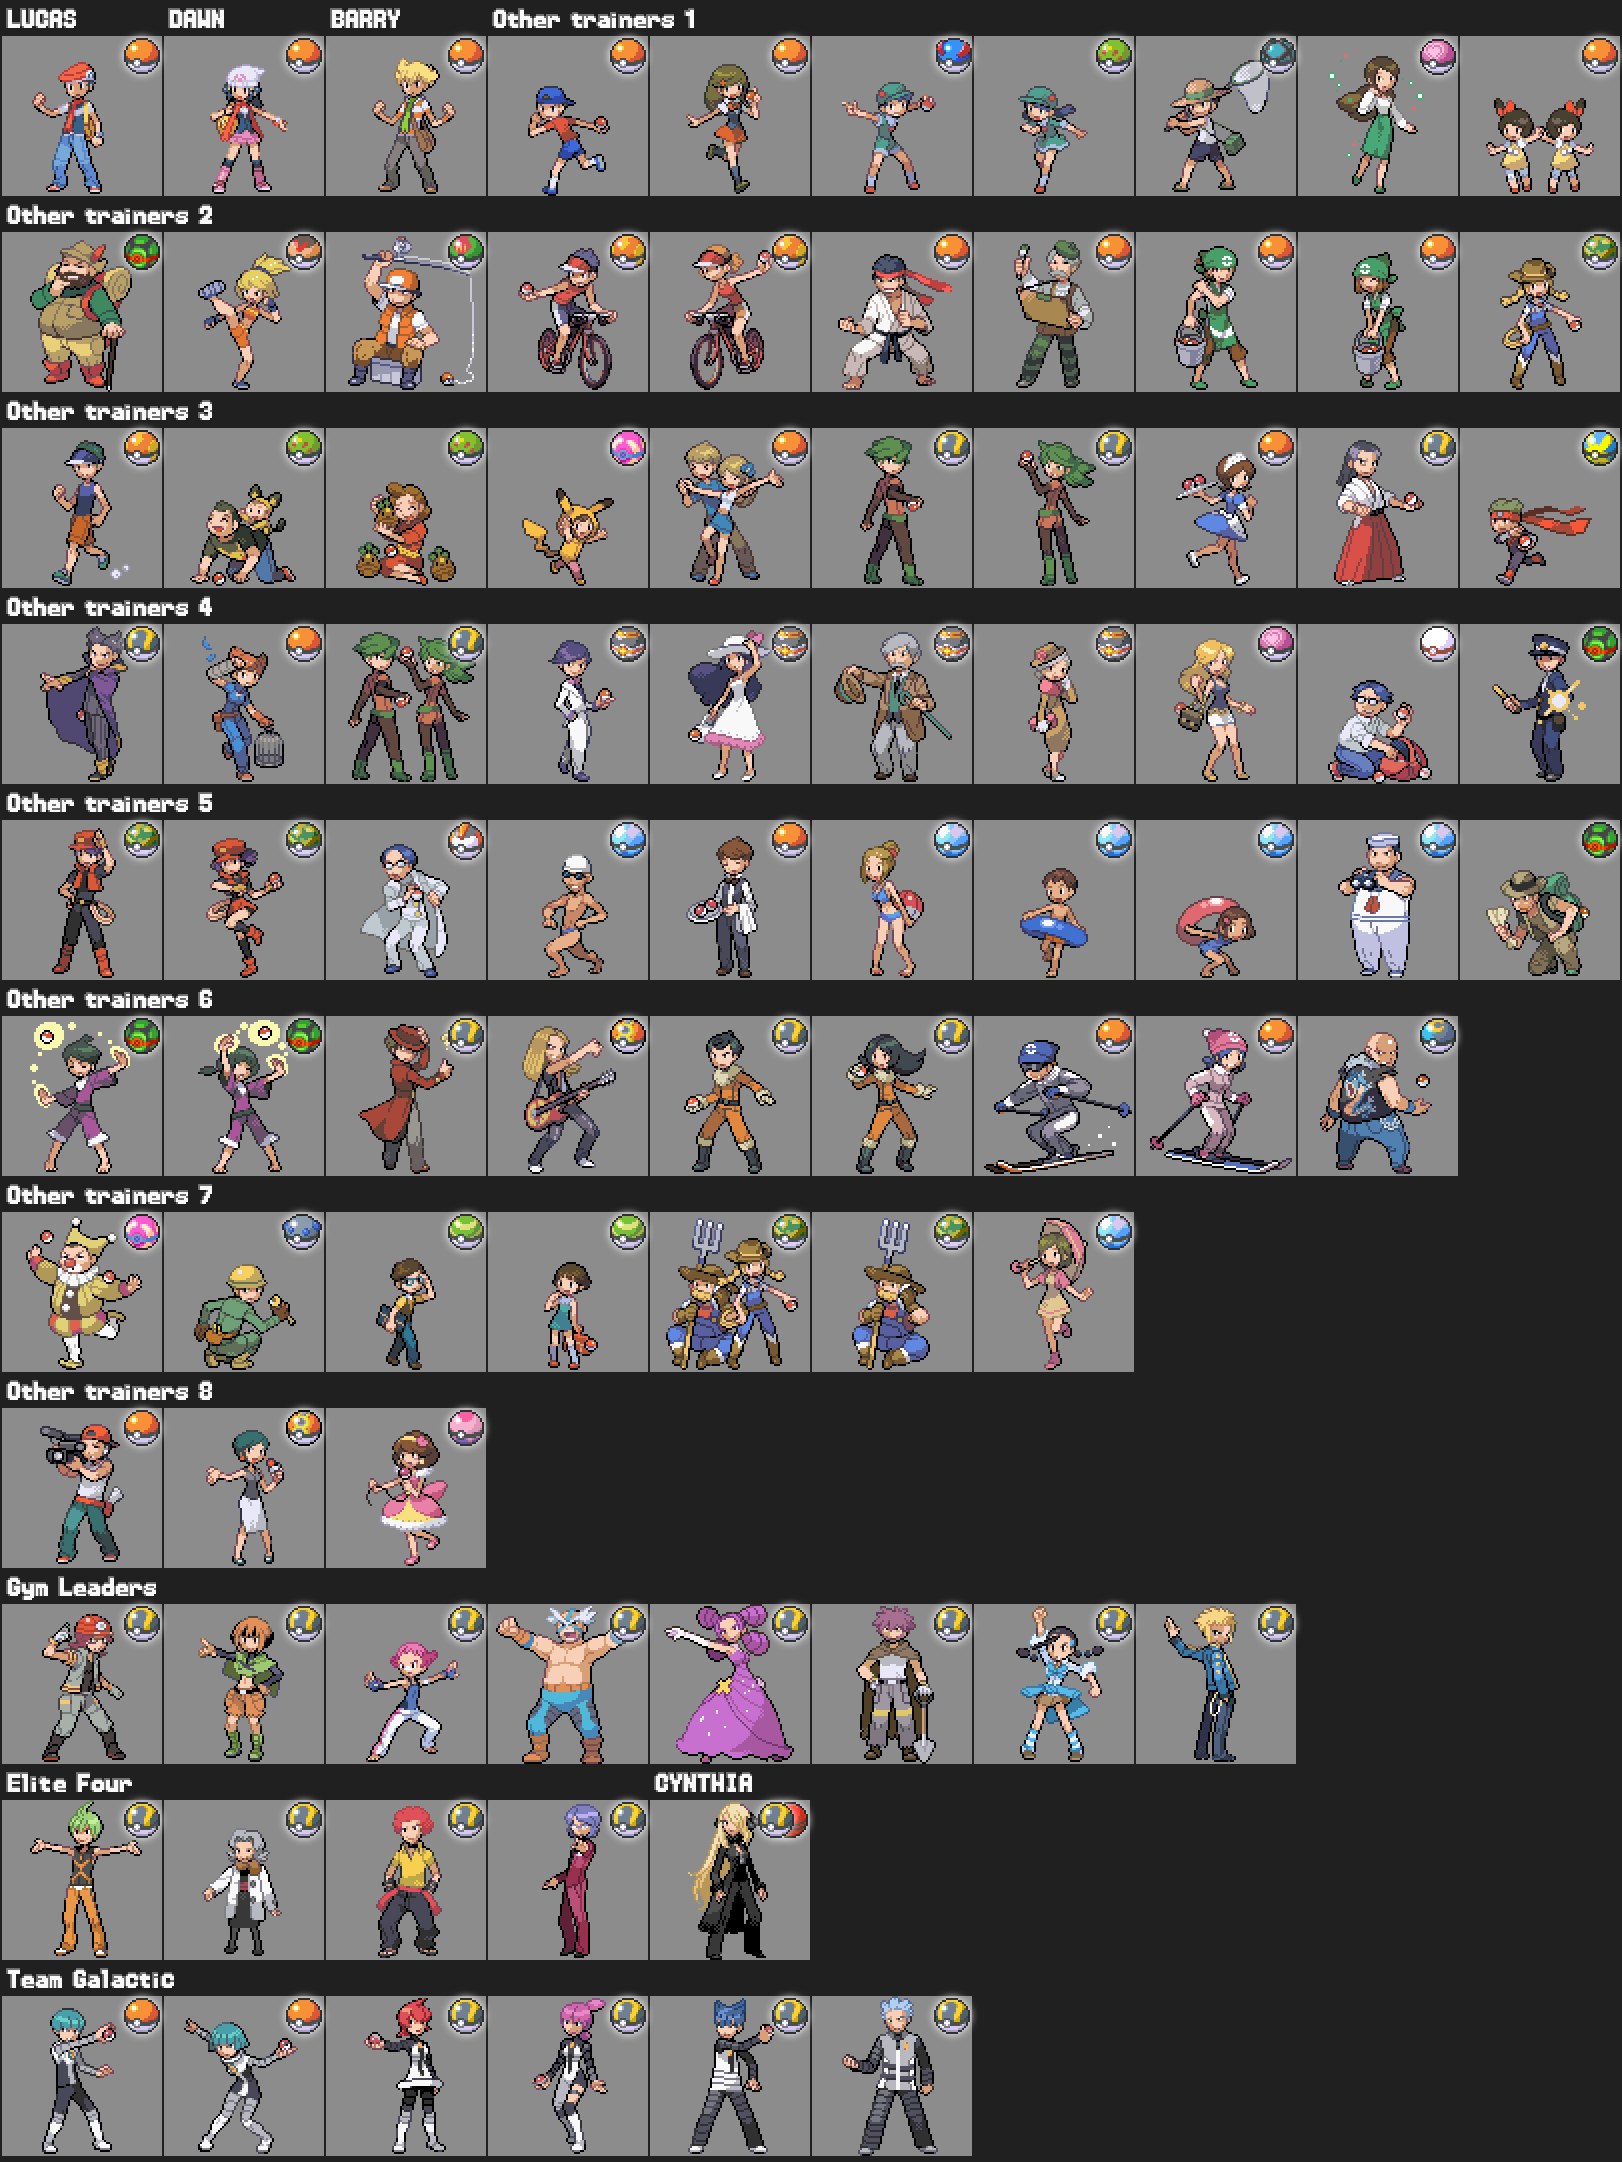 LUCAS DAWN BARRY Other trainers 1
Other trainers 2
Other trainers 3
Other trainers 4
Other trainers 5
Other trainers 6
Other trainers 7
Other trainers 8
Gym Leaders
Elite Four CYNTHIA
Team Galactic